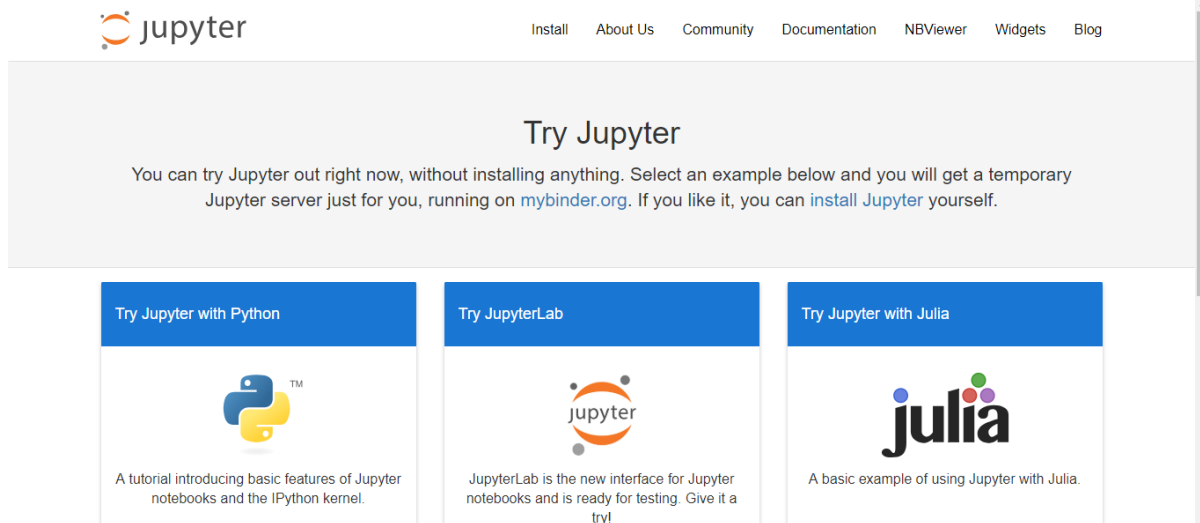 jupyter
Install About Us Community Documentation NBViewer Widgets Blog
Try Jupyter
You can try Jupyter out right now, without installing anything. Select an example below and you will get a temporary
Jupyter server just for you, running on mybinder.org. If you like it, you can install Jupyter yourself.
Try Jupyter with Python
TM
A tutorial introducing basic features of Jupyter
notebooks and the IPython kernel.
Try JupyterLab
jupyter
JupyterLab is the new interface for Jupyter
notebooks and is ready for testing. Give it a
try!
Try Jupyter with Julia
julia
A basic example of using Jupyter with Julia.